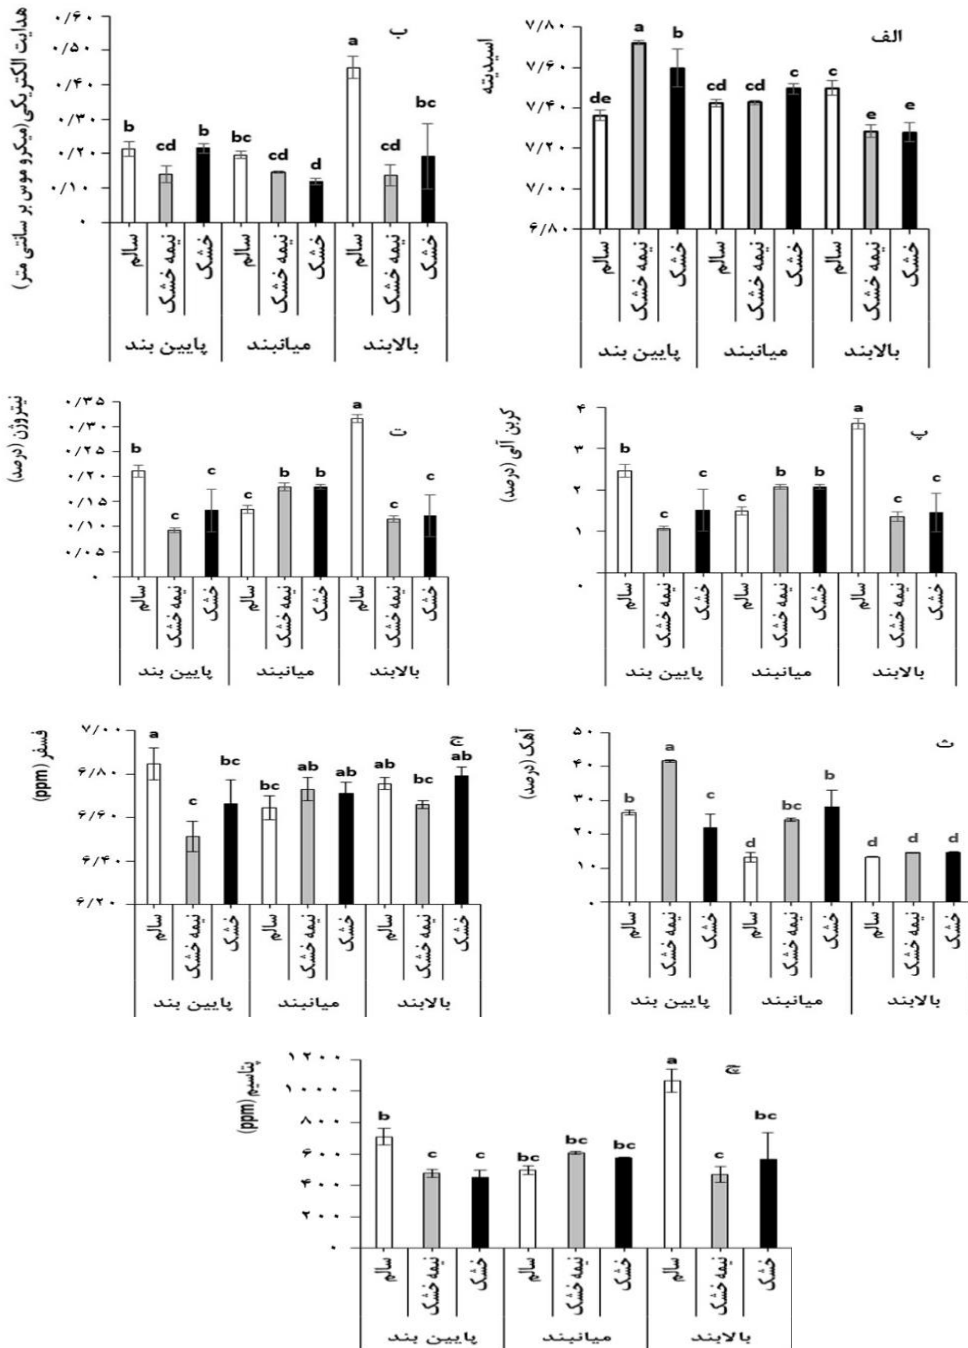 الف
اسیدیته
۷/۸۰
۷/۶۰
۷/۴۰
۷/۲۰
۷/۰۰
۶/۸۰
de a b cd cd c c e e
سالم نیمه خشک خشک سالم نیمه خشک خشک سالم نیمه خشک خشک
پایین بند میانبند بالابند
ب
هدایت الکتریکی (میکرو موس بر سانتی متر)
۰/۶۰
۰/۵۰
۰/۴۰
۰/۳۰
۰/۲۰
۰/۱۰
۰
b cd b bc cd d a cd bc
سالم نیمه خشک خشک سالم نیمه خشک خشک سالم نیمه خشک خشک
پایین بند میانبند بالابند
پ
کربن آلی (درصد)
۴
۳
۲
۱
۰
b c c c b b a c c
سالم نیمه خشک خشک سالم نیمه خشک خشک سالم نیمه خشک خشک
پایین بند میانبند بالابند
ت
نیتروژن (درصد)
۰/۳۵
۰/۳۰
۰/۲۵
۰/۲۰
۰/۱۵
۰/۱۰
۰/۰۵
۰
b c c c b b a c c
سالم نیمه خشک خشک سالم نیمه خشک خشک سالم نیمه خشک خشک
پایین بند میانبند بالابند
آهک (درصد)
۵۰
۴۰
۳۰
۲۰
۱۰
۰
b a c d bc b d d d
سالم نیمه خشک خشک سالم نیمه خشک خشک سالم نیمه خشک خشک
پایین بند میانبند بالابند
فسفر (ppm)
۷/۰۰
۶/۸۰
۶/۶۰
۶/۴۰
۶/۲۰
a c bc bc ab ab ab bc ab
سالم نیمه خشک خشک سالم نیمه خشک خشک سالم نیمه خشک خشک
پایین بند میانبند بالابند
پتاسیم (ppm)
۱۲۰۰
۱۰۰۰
۸۰۰
۶۰۰
۴۰۰
۲۰۰
۰
b c c bc bc bc a c bc
سالم نیمه خشک خشک سالم نیمه خشک خشک سالم نیمه خشک خشک
پایین بند میانبند بالابند